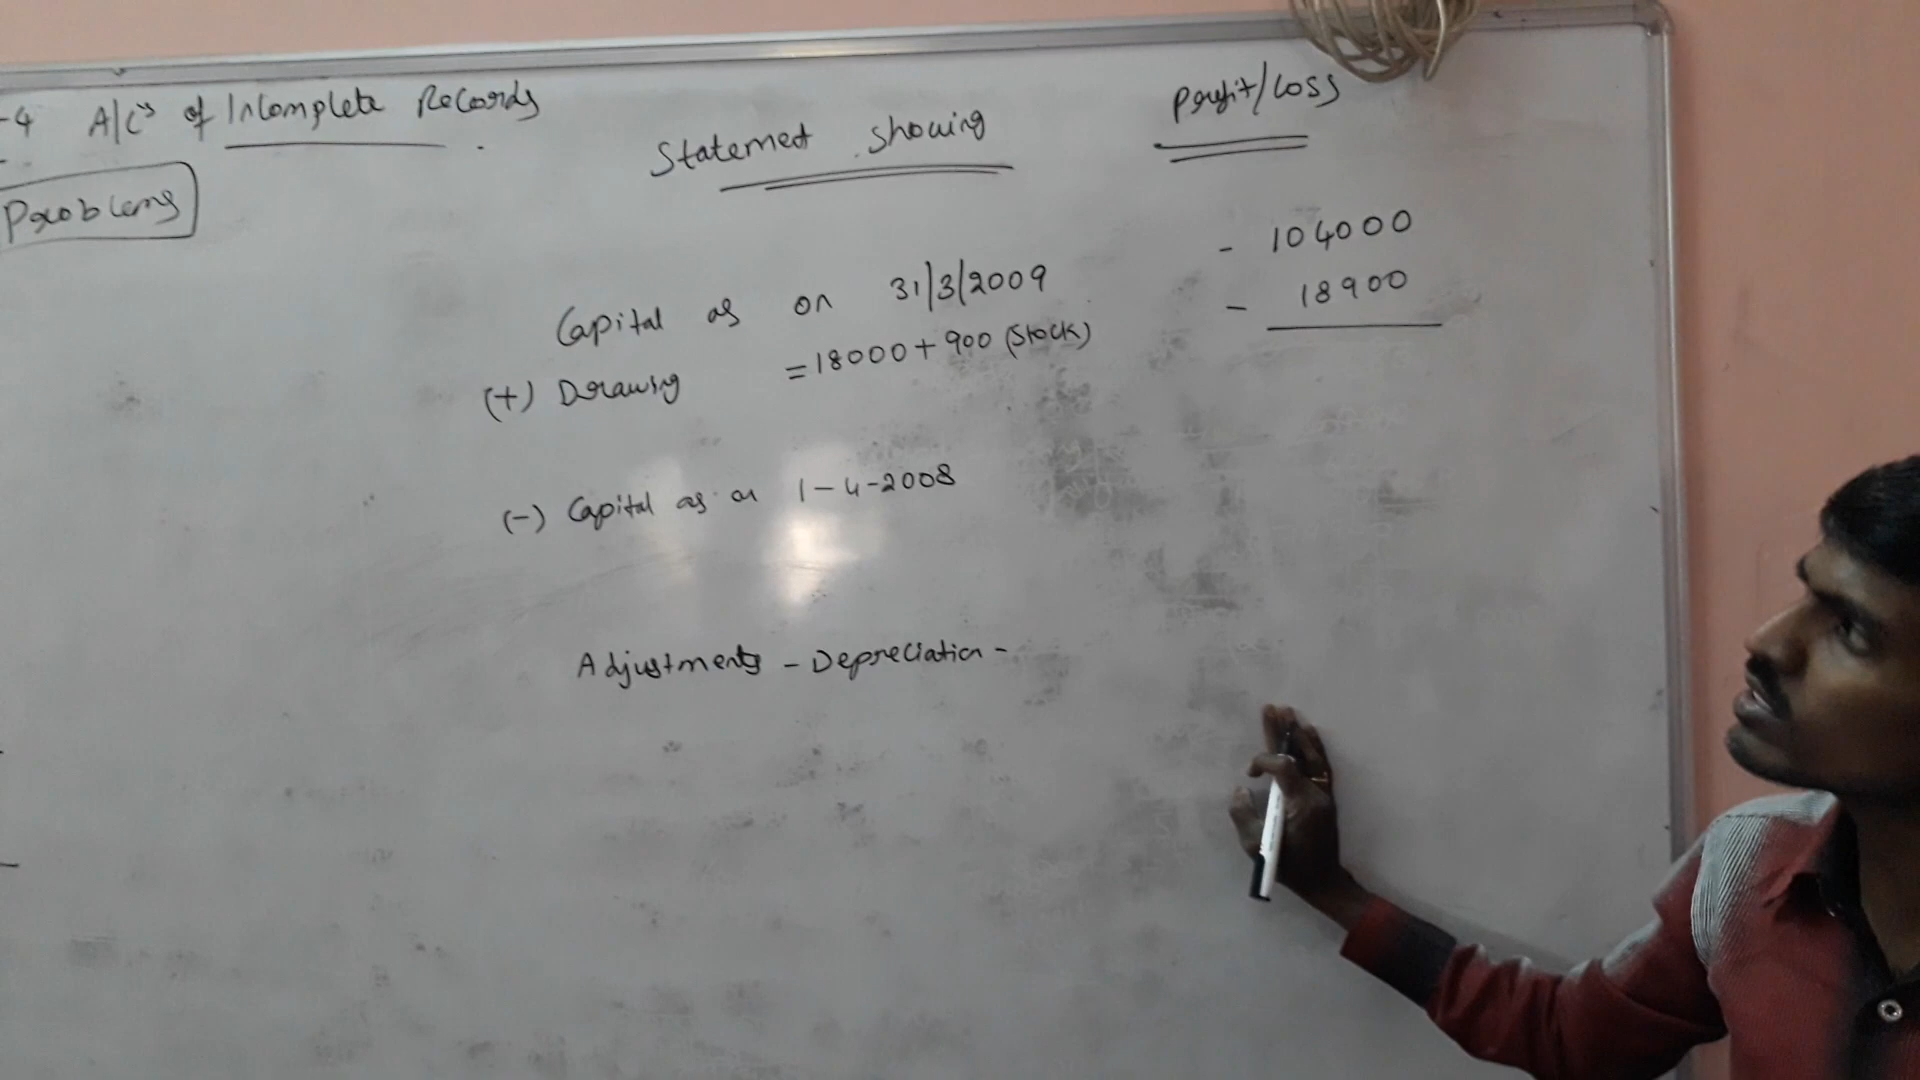 -4 A/Cs of Incomplete Records
Problems
Statement Showing Profit/Loss
Capital as on 31/3/2009 - 104000
(+) Drawing = 18000 + 900 (Stock) - 18900
(-) Capital as on 1-4-2008
Adjustments - Depreciation -